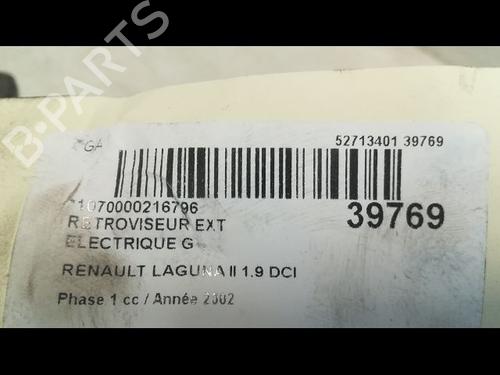 B-PARTS
52713401 39769
1070000216796
39769
RETROVISEUR EXT
ELECTRIQUE G
RENAULT LAGUNA II 1.9 DCI
Phase 1 cc / Année 2002